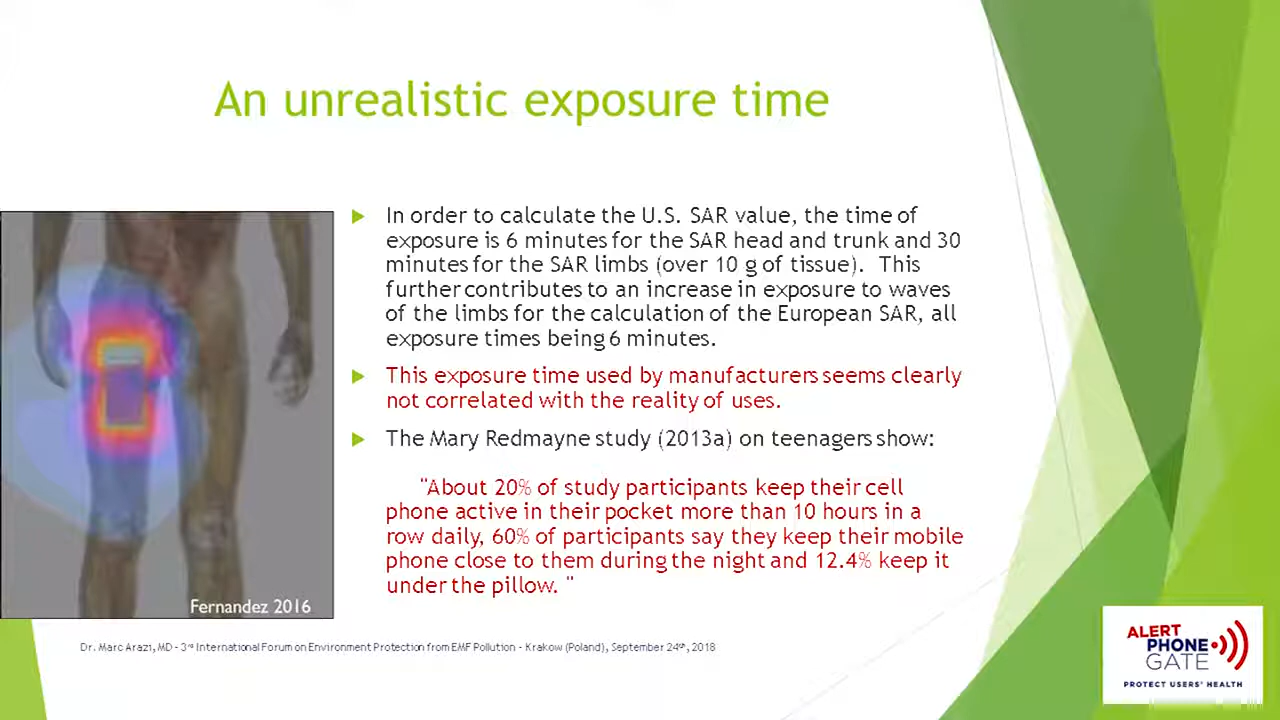 An unrealistic exposure time
In order to calculate the U.S. SAR value, the time of
exposure is 6 minutes for the SAR head and trunk and 30
minutes for the SAR limbs (over 10 g of tissue). This
further contributes to an increase in exposure to waves
of the limbs for the calculation of the European SAR, all
exposure times being 6 minutes.
This exposure time used by manufacturers seems clearly
not correlated with the reality of uses.
The Mary Redmayne study (2013a) on teenagers show:
"About 20% of study participants keep their cell
phone active in their pocket more than 10 hours in a
row daily, 60% of participants say they keep their mobile
phone close to them during the night and 12.4% keep it
under the pillow. "
Fernandez 2016
Dr. Marc Arazi, MD - 3rd International Forum on Environment Protection from EMF Pollution - Krakow (Poland), September 24th, 2018
ALERT
PHONE
GATE
PROTECT USERS' HEALTH